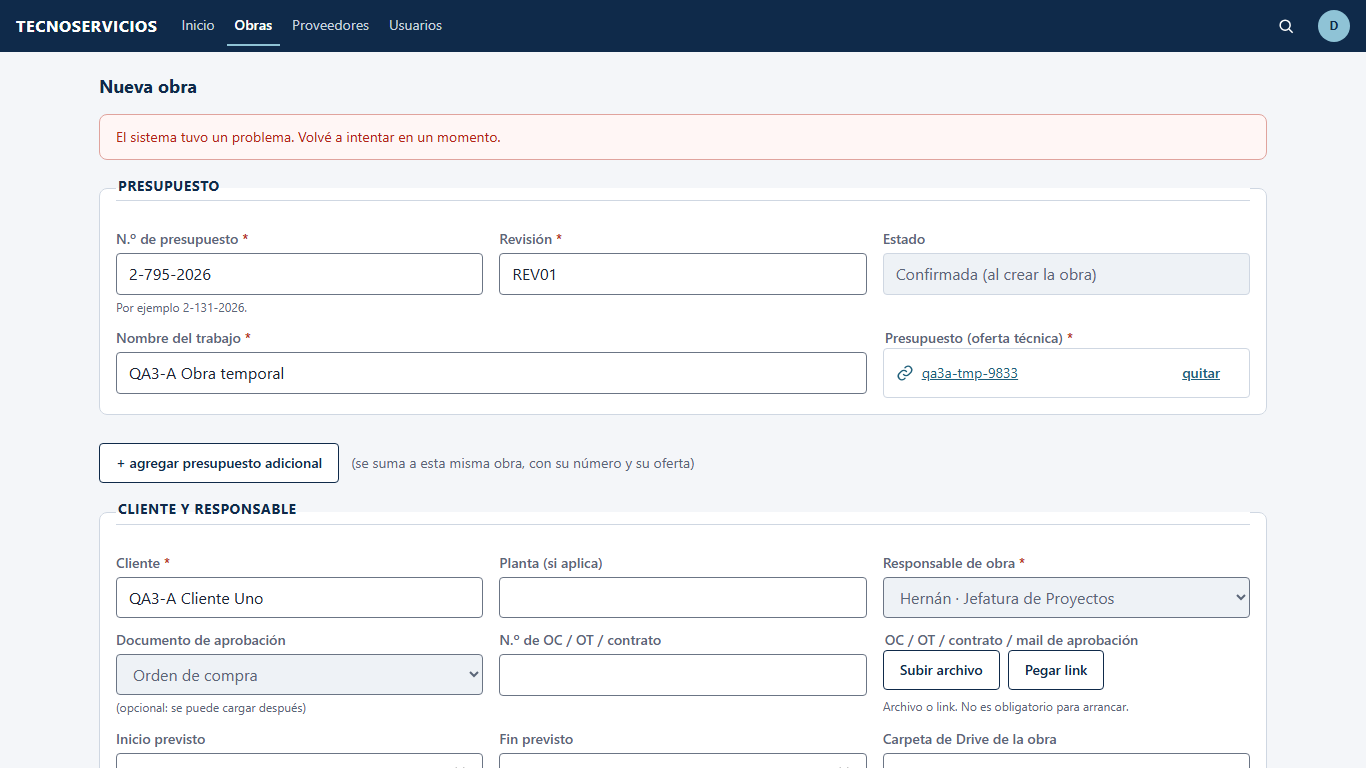 TECNOSERVICIOS Inicio Obras Proveedores Usuarios D
Nueva obra
El sistema tuvo un problema. Volvé a intentar en un momento.
PRESUPUESTO
N.º de presupuesto * Revisión * Estado
2-795-2026 REV01 Confirmada (al crear la obra)
Por ejemplo 2-131-2026.
Nombre del trabajo * Presupuesto (oferta técnica) *
QA3-A Obra temporal qa3a-tmp-9833 quitar
+ agregar presupuesto adicional (se suma a esta misma obra, con su número y su oferta)
CLIENTE Y RESPONSABLE
Cliente * Planta (si aplica) Responsable de obra *
QA3-A Cliente Uno Hernán · Jefatura de Proyectos
Documento de aprobación N.º de OC / OT / contrato OC / OT / contrato / mail de aprobación
Orden de compra Subir archivo Pegar link
(opcional: se puede cargar después) Archivo o link. No es obligatorio para arrancar.
Inicio previsto Fin previsto Carpeta de Drive de la obra